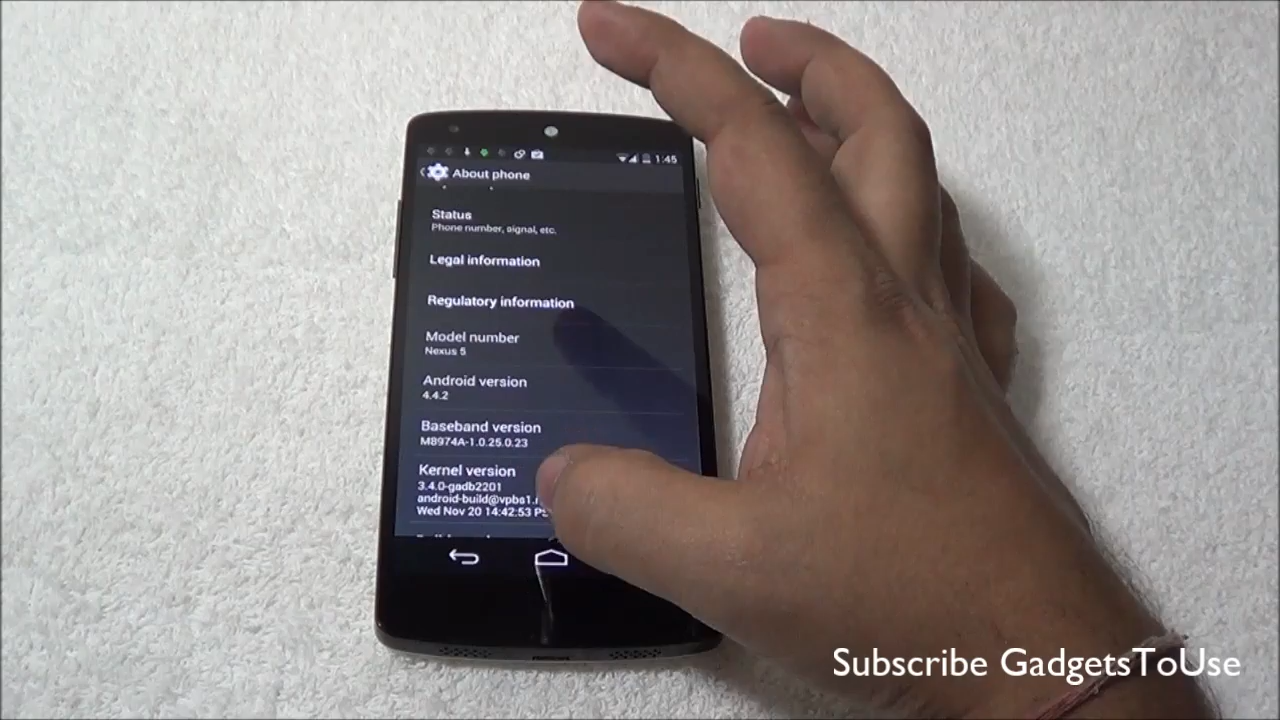 1:45
About phone
Status
Phone number, signal, etc.
Legal information
Regulatory information
Model number
Nexus 5
Android version
4.4.2
Baseband version
M8974A-1.0.25.0.23
Kernel version
3.4.0-gadb2201
android-build@vpbs1.
Wed Nov 20 14:42:53 PS
Subscribe GadgetsToUse